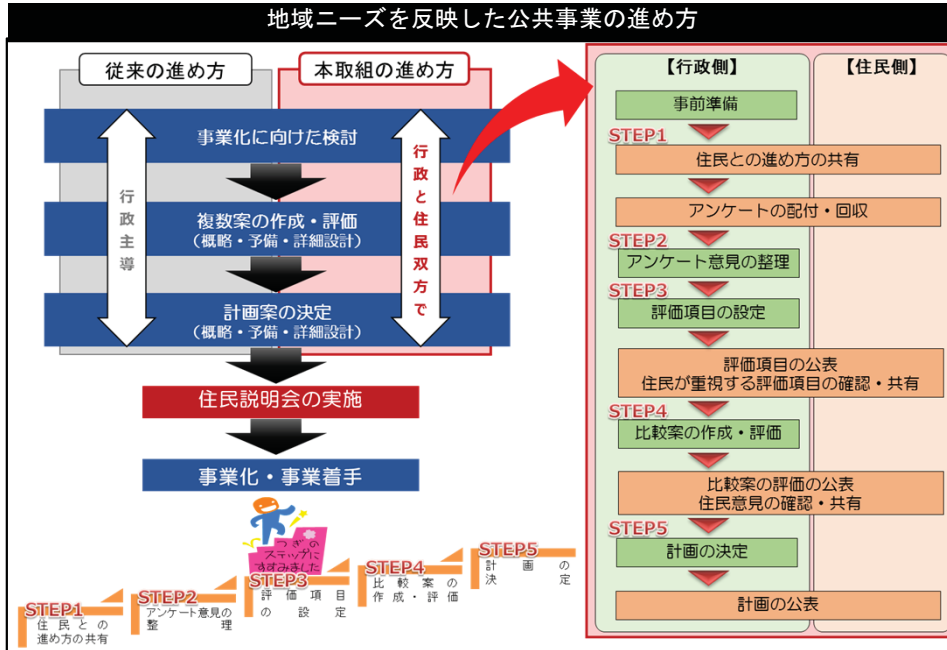 地域ニーズを反映した公共事業の進め方
従来の進め方
本取組の進め方
事業化に向けた検討
複数案の作成・評価
(概略・予備・詳細設計)
計画案の決定
(概略・予備・詳細設計)
行政主導
行政と住民双方で
住民説明会の実施
事業化・事業着手
つぎの
ステップに
すすみました
STEP1
住民との
進め方の共有
STEP2
アンケート意見の
整理
STEP3
評価項目
の設定
STEP4
比較案の
作成・評価
STEP5
計画の
決定
【行政側】
【住民側】
事前準備
STEP1
住民との進め方の共有
アンケートの配付・回収
STEP2
アンケート意見の整理
STEP3
評価項目の設定
評価項目の公表
住民が重視する評価項目の確認・共有
STEP4
比較案の作成・評価
比較案の評価の公表
住民意見の確認・共有
STEP5
計画の決定
計画の公表